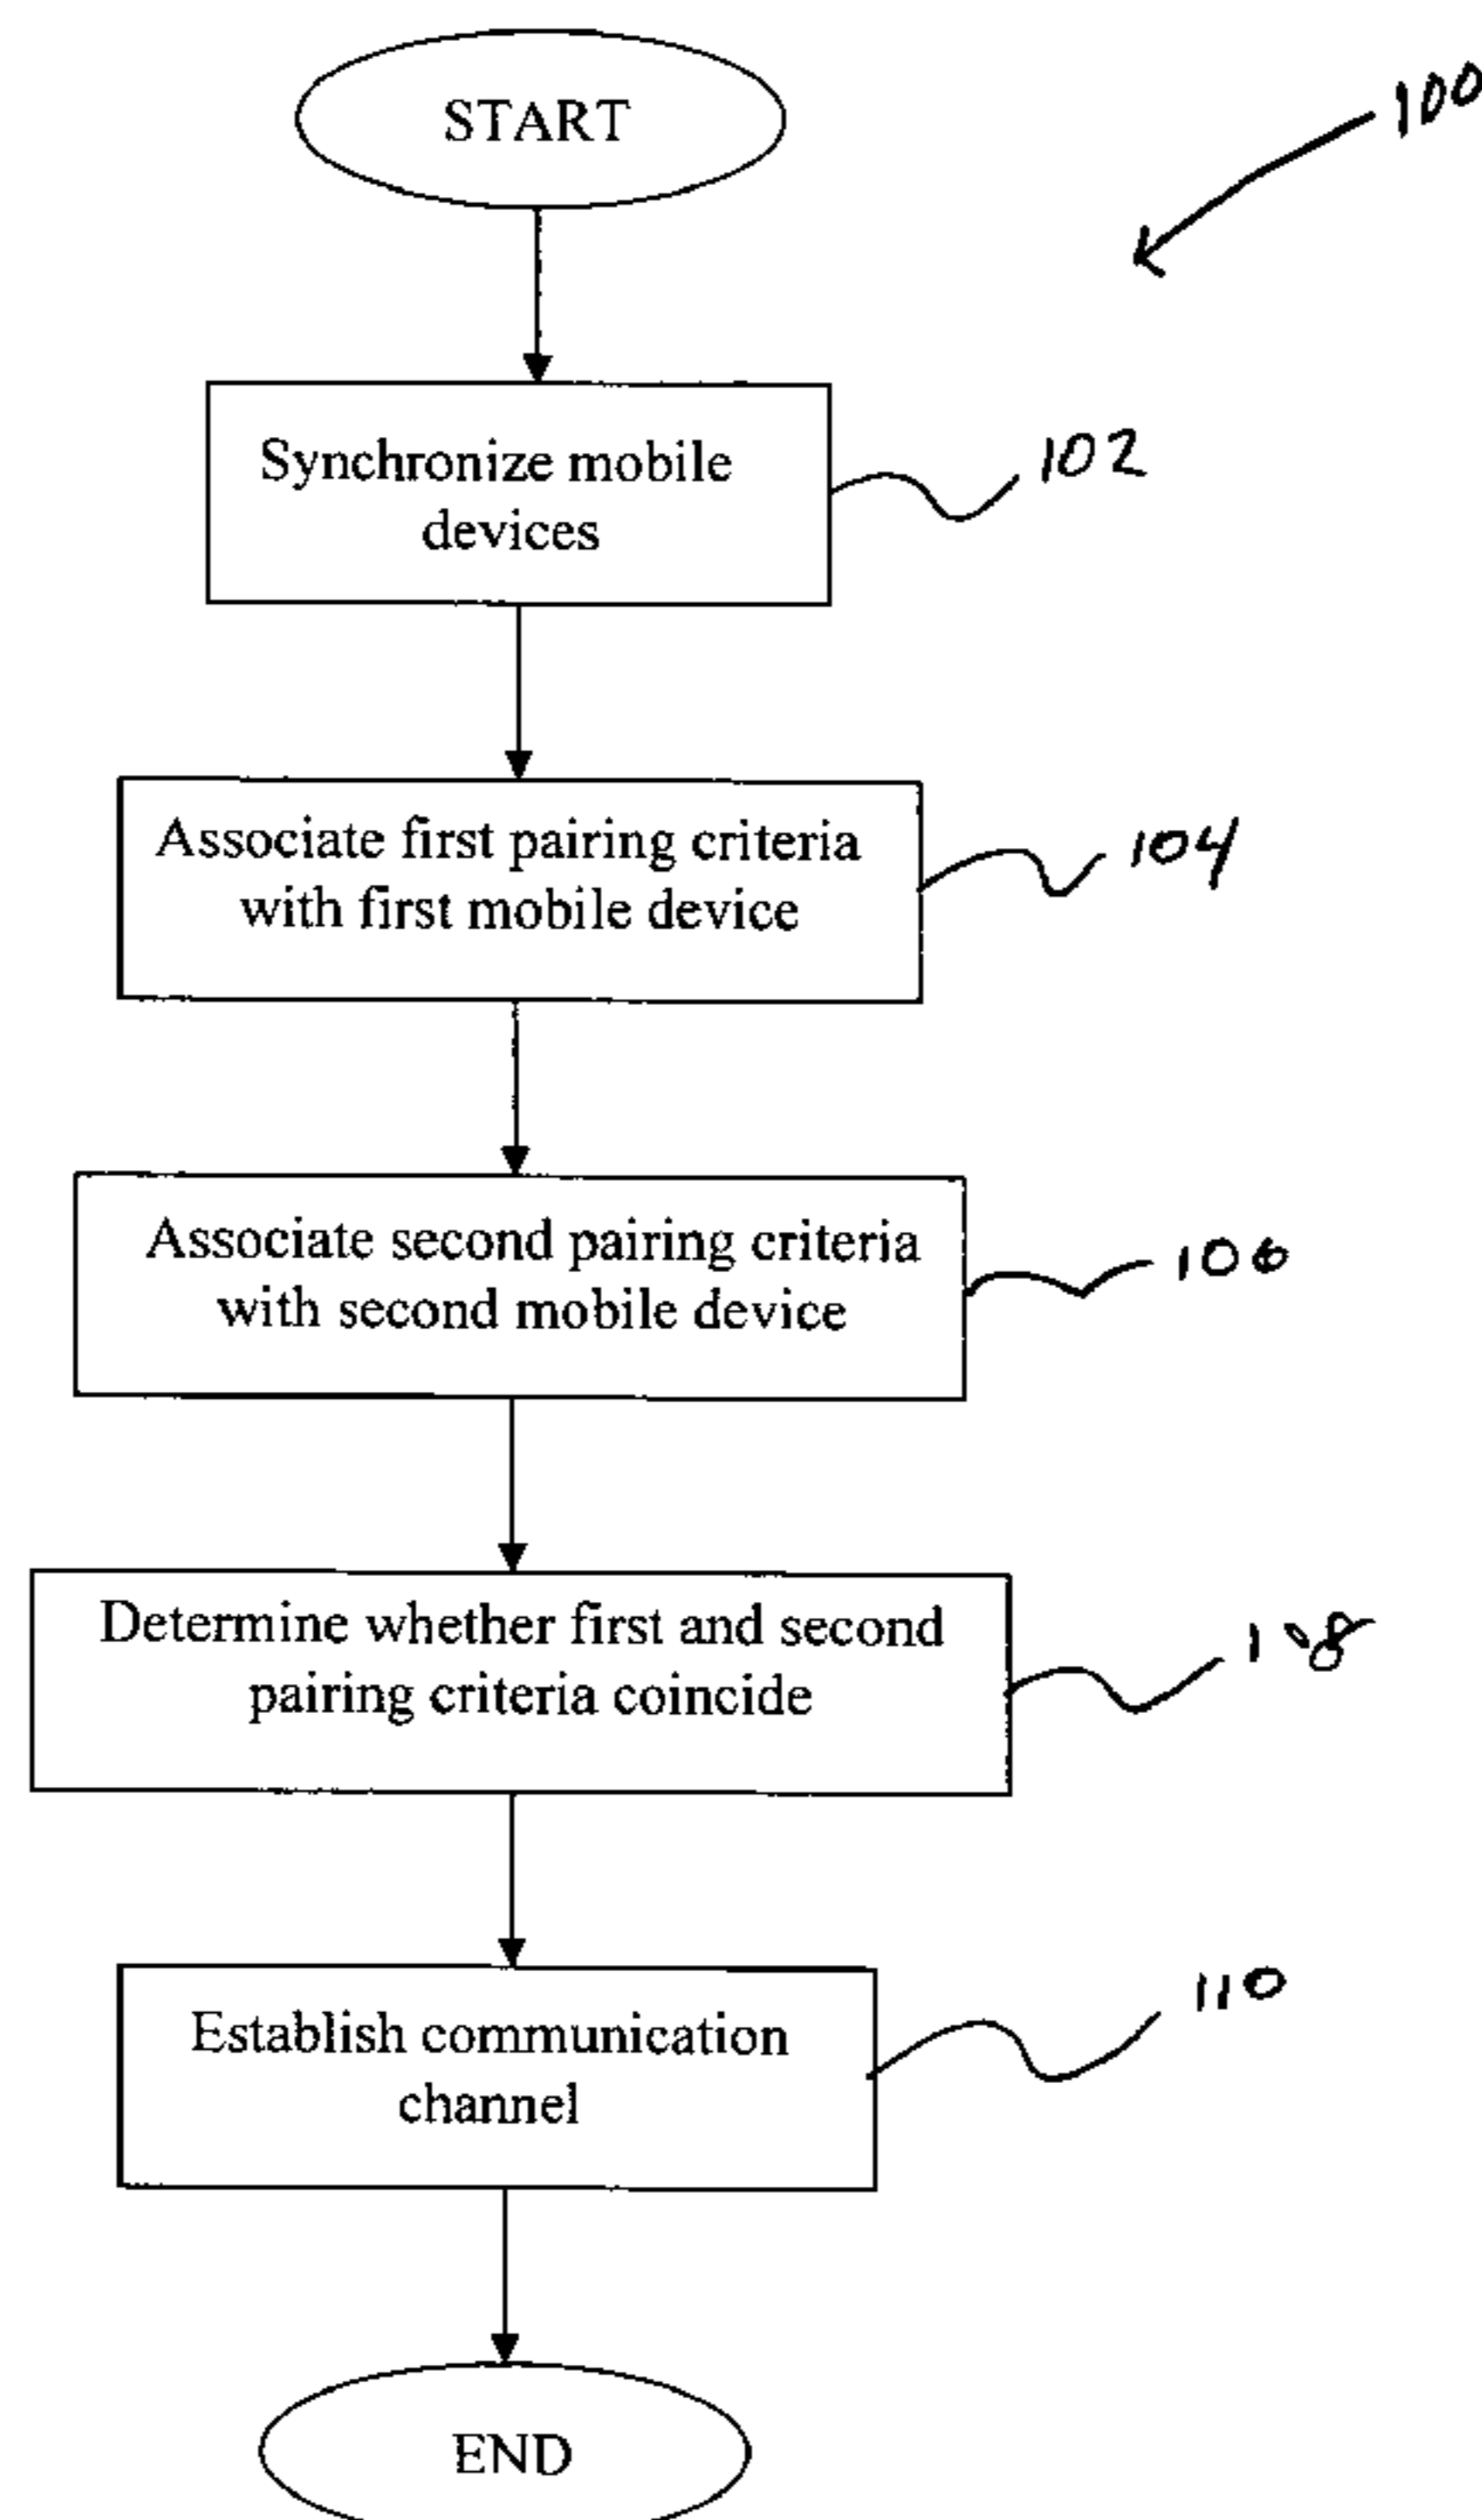 START
100
Synchronize mobile
devices
102
Associate first pairing criteria
with first mobile device
104
Associate second pairing criteria
with second mobile device
106
Determine whether first and second
pairing criteria coincide
108
Establish communication
channel
110
END